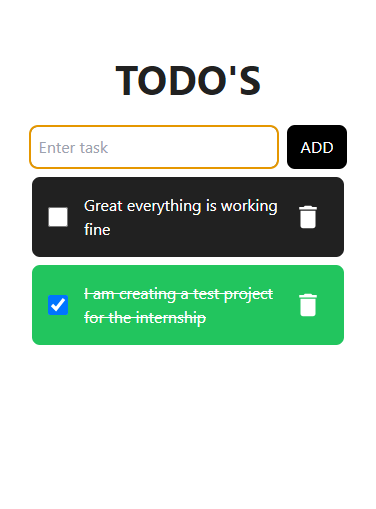 TODO'S
Enter task
ADD
Great everything is working
fine
I am creating a test project
for the internship